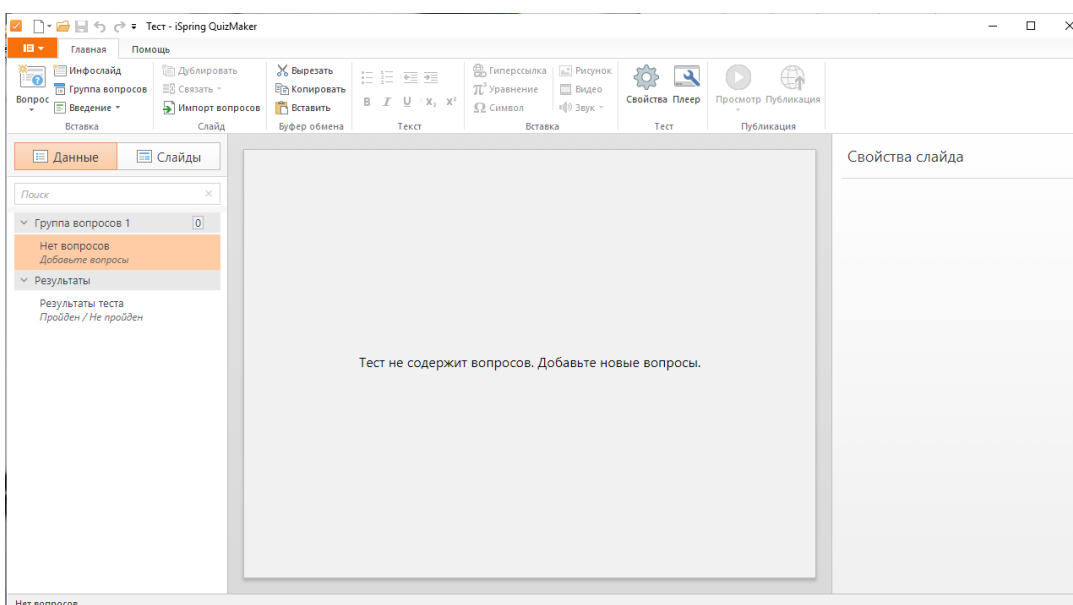 Тест - iSpring QuizMaker
Главная Помощь
Вопрос
Инфослайд
Группа вопросов
Введение
Вставка
Дублировать
Связать
Импорт вопросов
Слайд
Вырезать
Копировать
Вставить
Буфер обмена
B I U X₂ X²
Текст
Гиперссылка
Уравнение
Символ
Рисунок
Видео
Звук
Вставка
Свойства Плеер
Тест
Просмотр Публикация
Публикация
Данные Слайды
Поиск
Группа вопросов 1 0
Нет вопросов
Добавьте вопросы
Результаты
Результаты теста
Пройден / Не пройден
Тест не содержит вопросов. Добавьте новые вопросы.
Свойства слайда
Нет вопросов